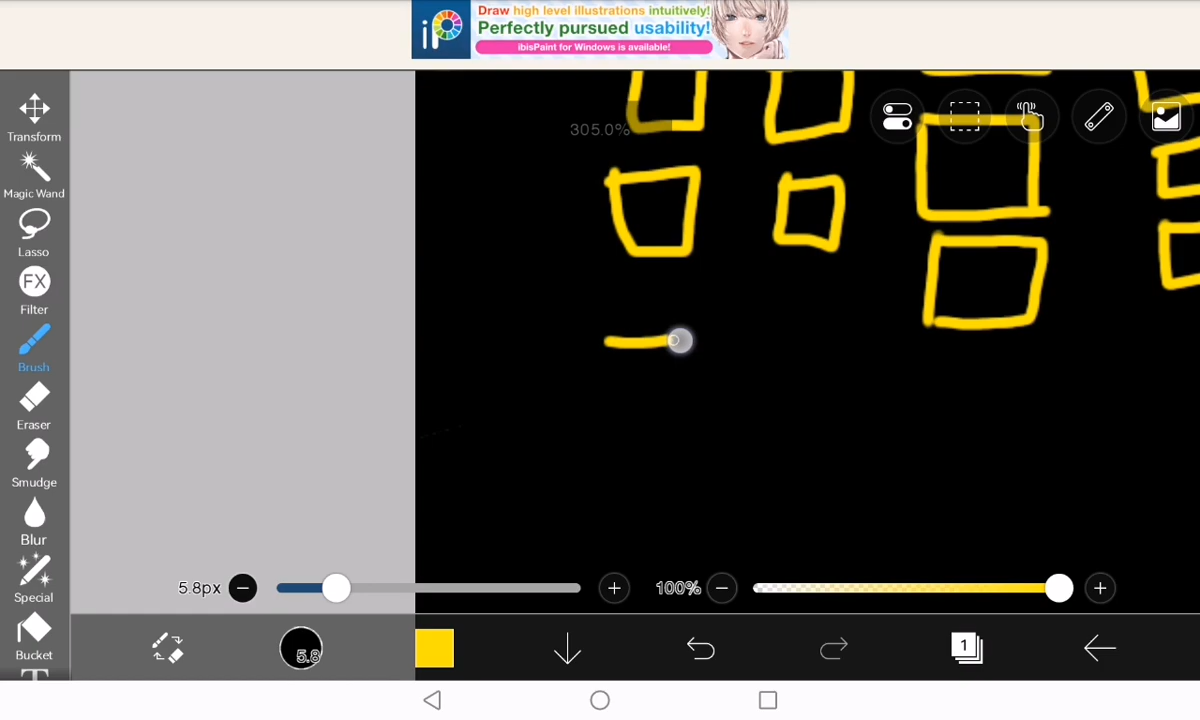 iP
Draw high level illustrations intuitively!
Perfectly pursued usability!
ibisPaint for Windows is available!
305.0%
Transform
Magic Wand
Lasso
FX
Filter
Brush
Eraser
Smudge
Blur
Special
Bucket
T
5.8px
100%
5.8
1